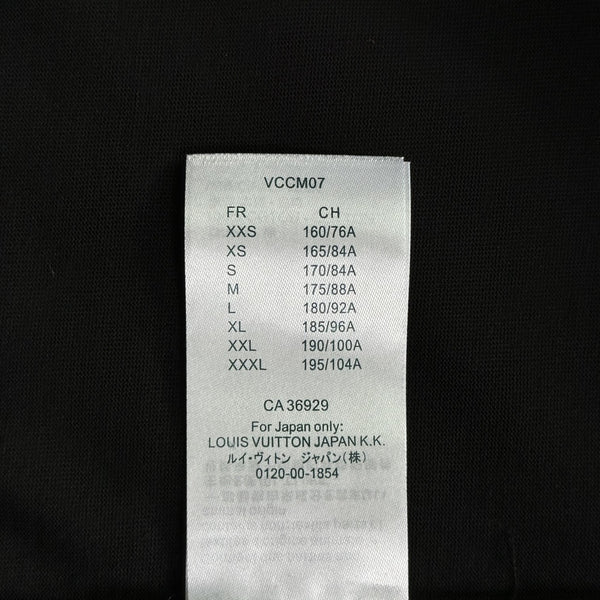 VCCM07
FR CH
XXS 160/76A
XS 165/84A
S 170/84A
M 175/88A
L 180/92A
XL 185/96A
XXL 190/100A
XXXL 195/104A
CA 36929
For Japan only:
LOUIS VUITTON JAPAN K.K.
ルイ・ヴィトン ジャパン(株)
0120-00-1854